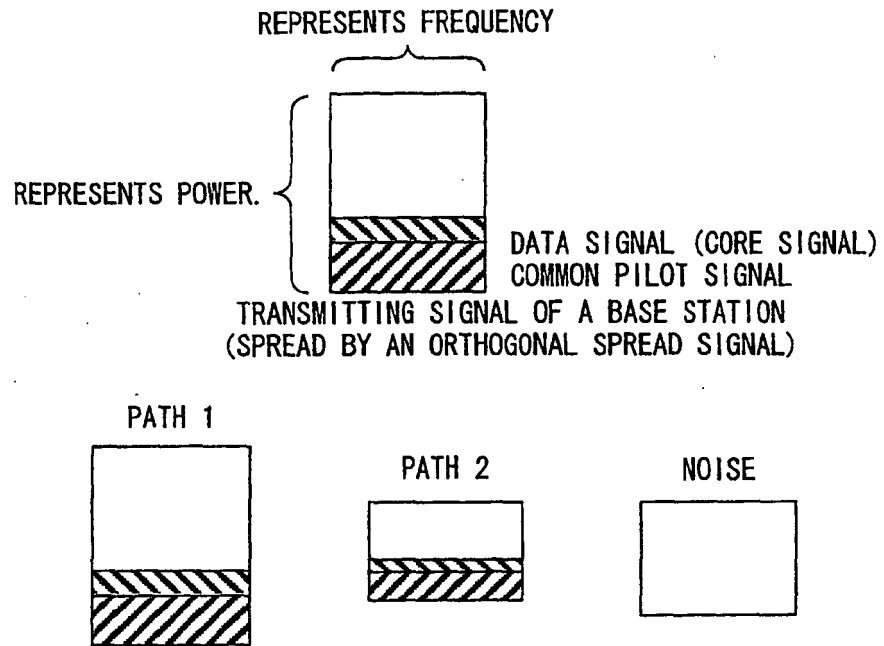 REPRESENTS FREQUENCY
REPRESENTS POWER.
DATA SIGNAL (CORE SIGNAL)
COMMON PILOT SIGNAL
TRANSMITTING SIGNAL OF A BASE STATION
(SPREAD BY AN ORTHOGONAL SPREAD SIGNAL)
PATH 1
PATH 2
NOISE